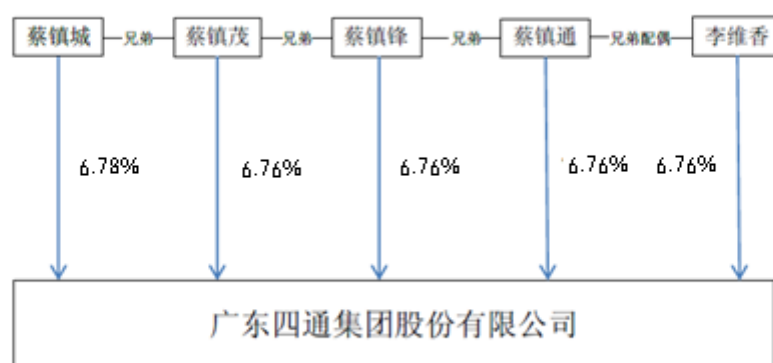 蔡镇城 兄弟 蔡镇茂 兄弟 蔡镇锋 兄弟 蔡镇通 兄弟配偶 李维香
6.78% 6.76% 6.76% 6.76% 6.76%
广东四通集团股份有限公司